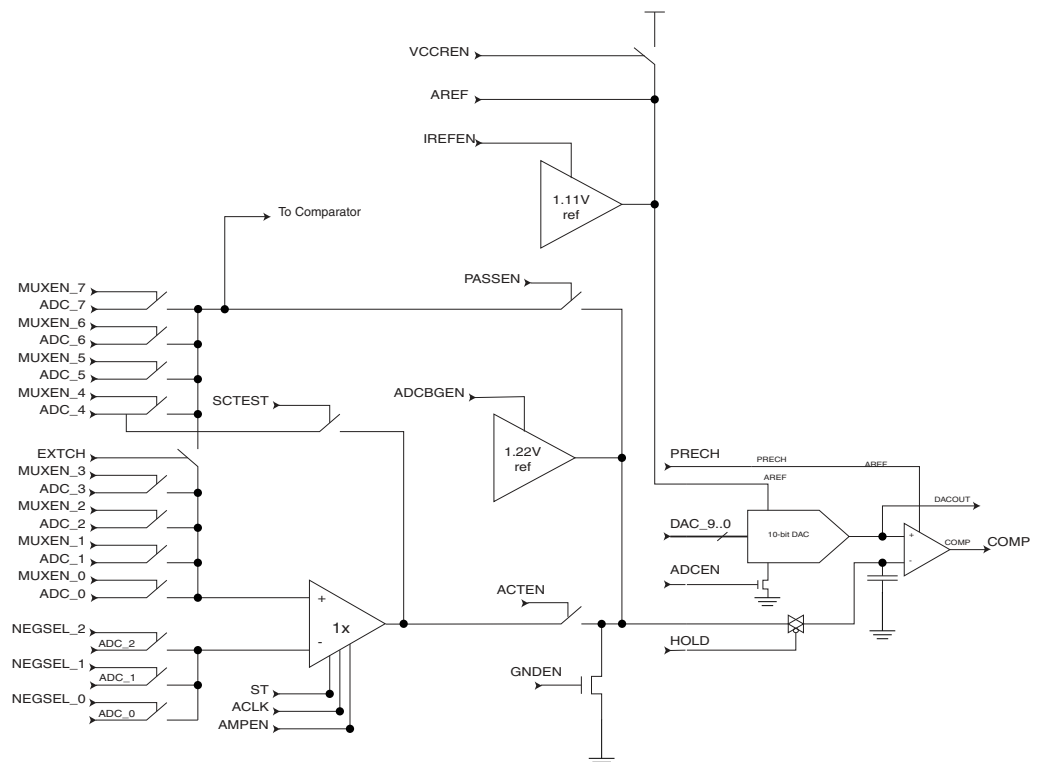 VCCREN
AREF
IREFEN
1.11V
ref
To Comparator
PASSEN
MUXEN_7
ADC_7
MUXEN_6
ADC_6
MUXEN_5
ADC_5
MUXEN_4
ADC_4
SCTEST
ADCBGEN
1.22V
ref
EXTCH
MUXEN_3
ADC_3
MUXEN_2
ADC_2
MUXEN_1
ADC_1
MUXEN_0
ADC_0
PRECH
PRECH
AREF
AREF
DACOUT
DAC_9..0
10-bit DAC
+
-
COMP
COMP
ADCEN
ACTEN
HOLD
+
1x
-
NEGSEL_2
ADC_2
NEGSEL_1
ADC_1
NEGSEL_0
ADC_0
GNDEN
ST
ACLK
AMPEN